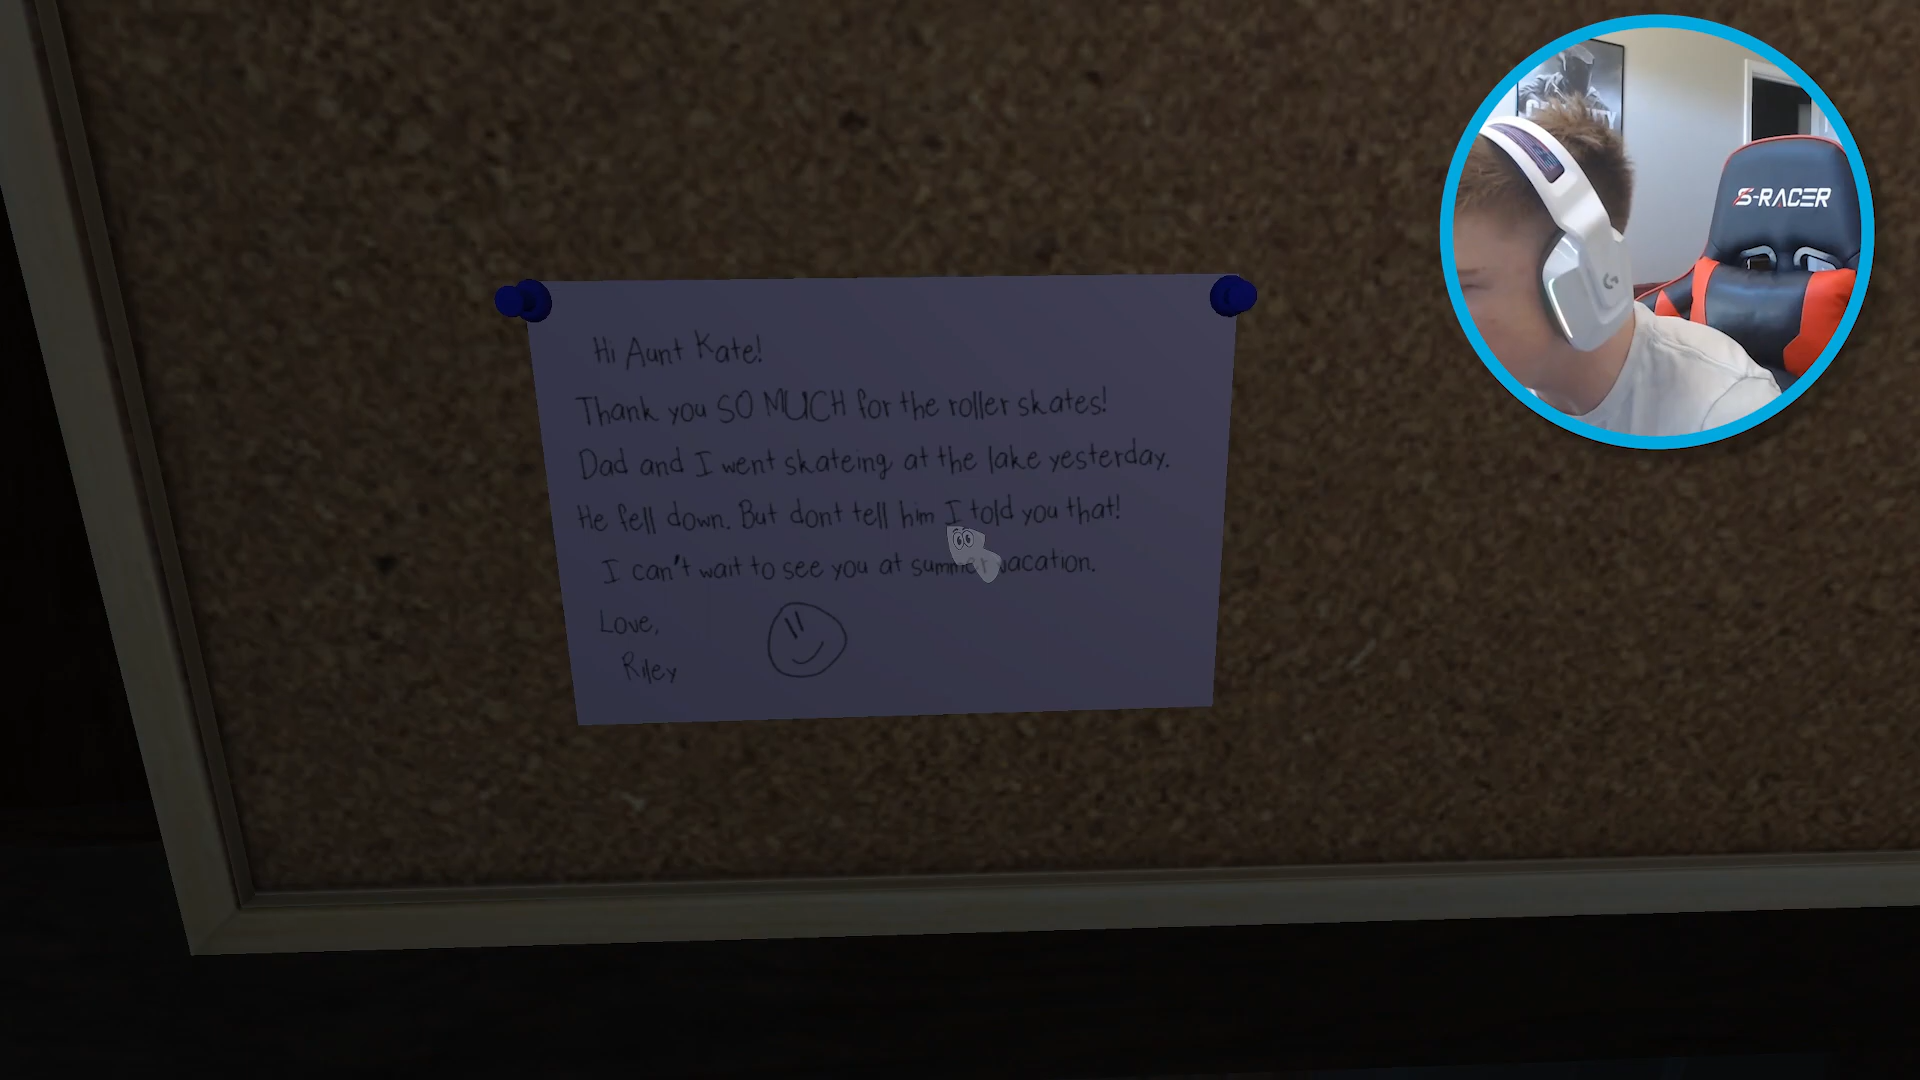 Hi Aunt Kate!
Thank you SO MUCH for the roller skates!
Dad and I went skateing at the lake yesterday.
He fell down. But dont tell him I told you that!
I can't wait to see you at summer vacation.
Love,
Riley
S-RACER